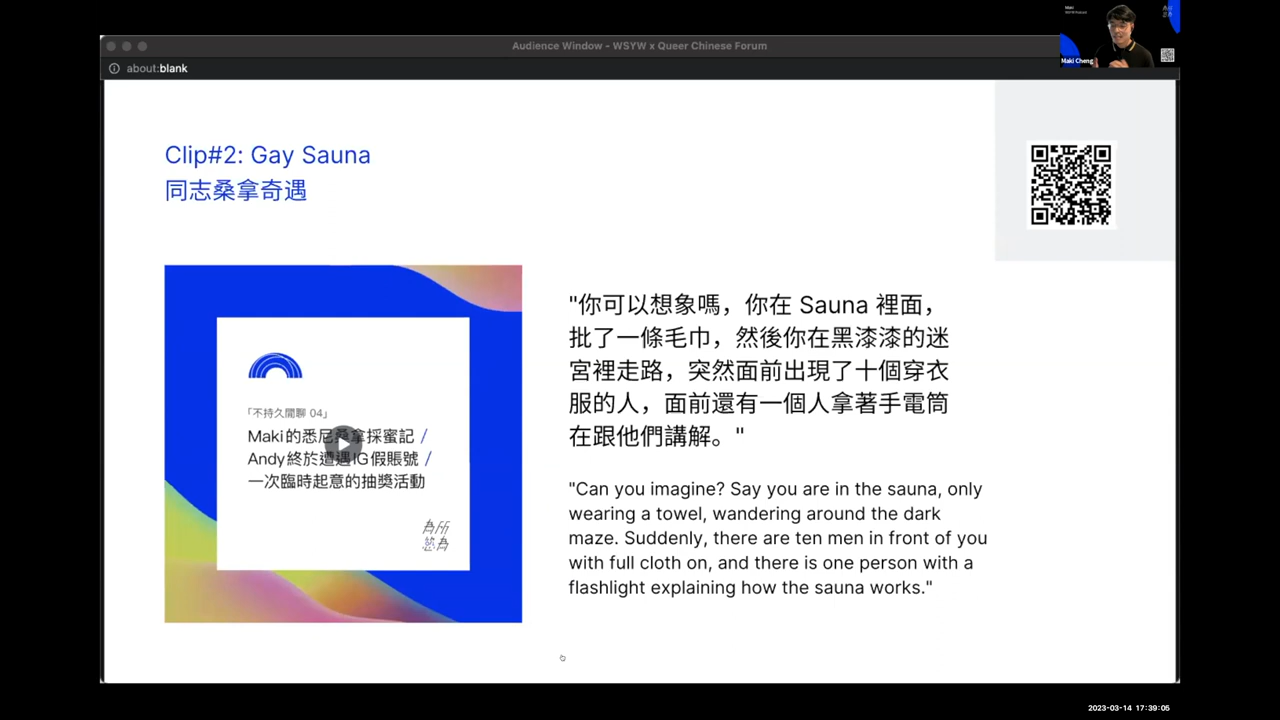 Audience Window - WSYW x Queer Chinese Forum
about:blank
Maki
Maki Cheng
Clip#2: Gay Sauna
同志桑拿奇遇
「不持久閒聊 04」
Maki的悉尼桑拿採蜜記 /
Andy終於遭遇IG假賬號 /
一次臨時起意的抽獎活動
為所
慾為
"你可以想象嗎，你在 Sauna 裡面，
批了一條毛巾，然後你在黑漆漆的迷
宮裡走路，突然面前出現了十個穿衣
服的人，面前還有一個人拿著手電筒
在跟他們講解。"
"Can you imagine? Say you are in the sauna, only
wearing a towel, wandering around the dark
maze. Suddenly, there are ten men in front of you
with full cloth on, and there is one person with a
flashlight explaining how the sauna works."
2023-03-14 17:39:05